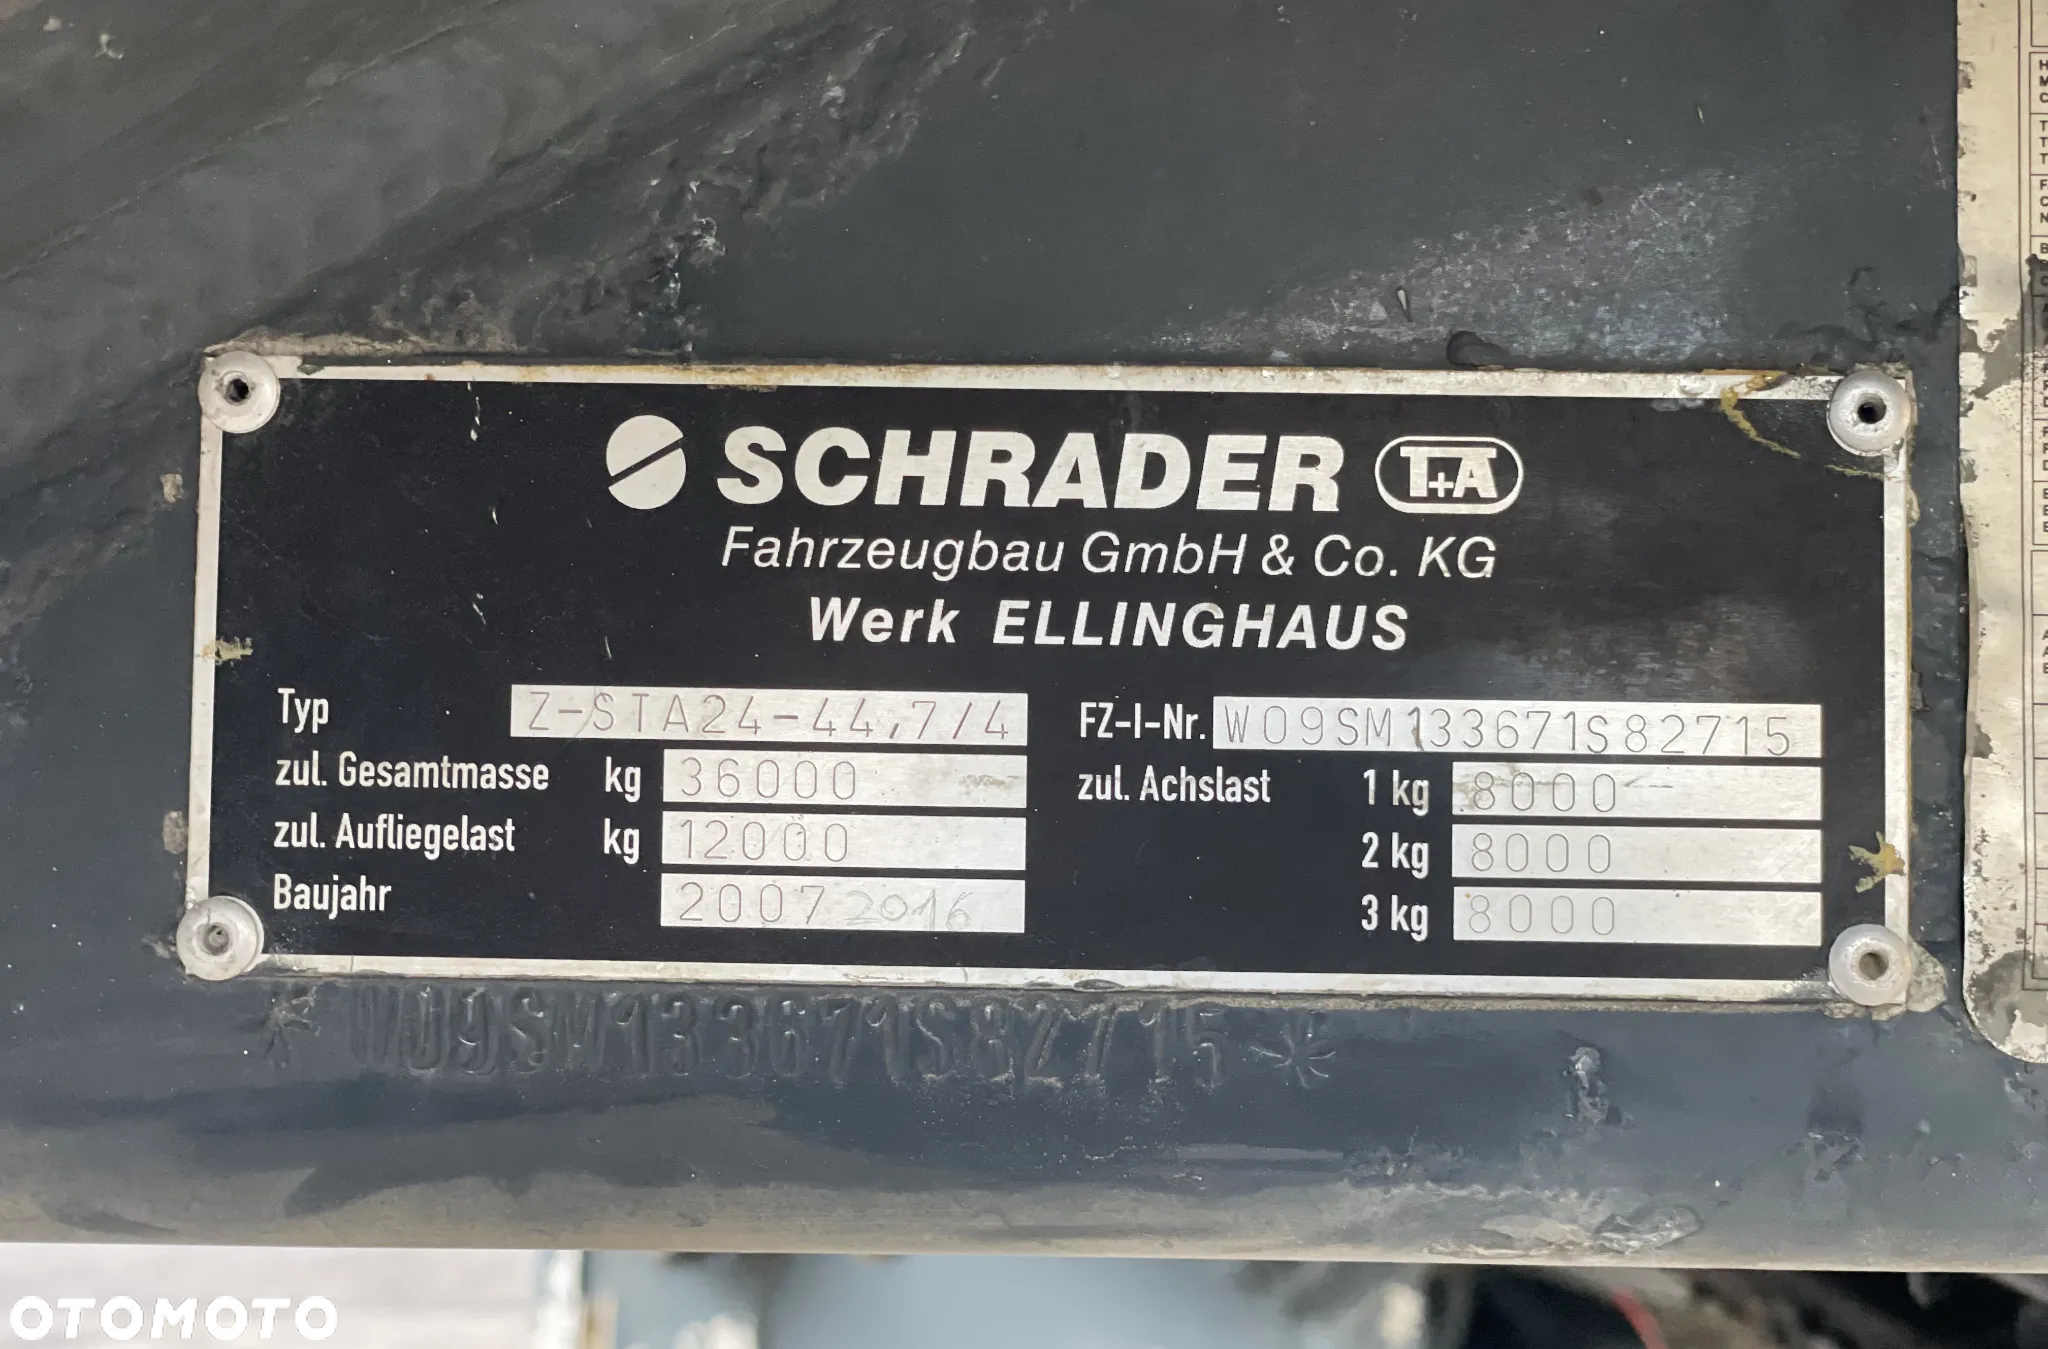 SCHRADER T+A
Fahrzeugbau GmbH & Co. KG
Werk ELLINGHAUS
Typ Z-STA24-44,7/4 FZ-I-Nr. W09SM133671S82715
zul. Gesamtmasse kg 36000 zul. Achslast 1 kg 8000
zul. Aufliegelast kg 12000 2 kg 8000
Baujahr 2007 2016 3 kg 8000
* W09SM133671S82715 *
OTOMOTO